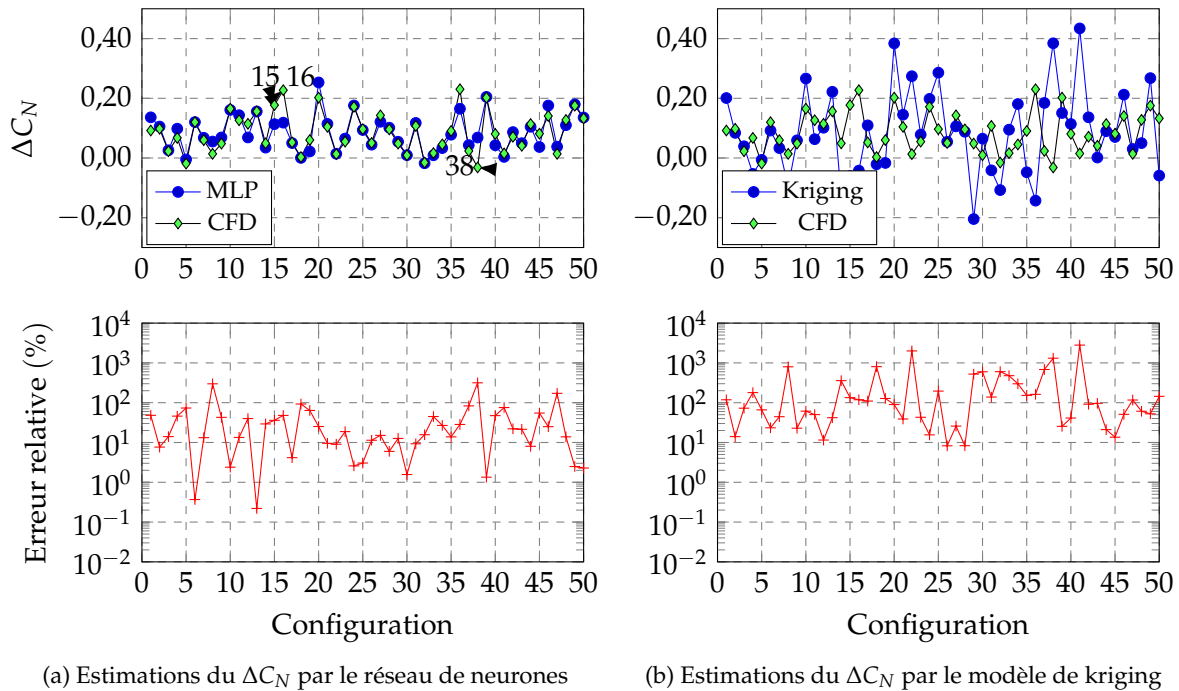 0,40
0,20
0,00
−0,20
ΔC_N
15 16
38
MLP
CFD
0 5 10 15 20 25 30 35 40 45 50
10^4
10^3
10^2
10^1
10^0
10^−1
10^−2
Erreur relative (%)
0 5 10 15 20 25 30 35 40 45 50
Configuration
(a) Estimations du ΔC_N par le réseau de neurones
0,40
0,20
0,00
−0,20
Kriging
CFD
0 5 10 15 20 25 30 35 40 45 50
10^4
10^3
10^2
10^1
10^0
10^−1
10^−2
0 5 10 15 20 25 30 35 40 45 50
Configuration
(b) Estimations du ΔC_N par le modèle de kriging